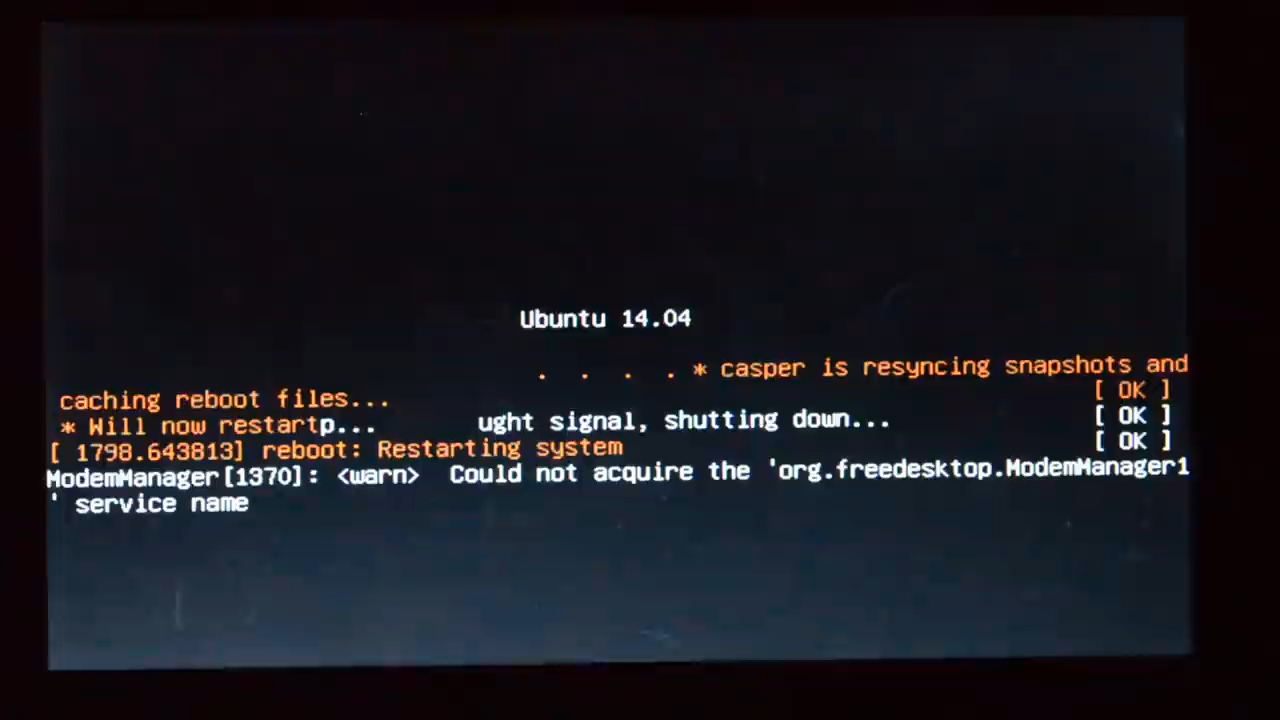 Ubuntu 14.04
. . . . * casper is resyncing snapshots and
caching reboot files... [ OK ]
* Will now restartp... ught signal, shutting down... [ OK ]
[ 1798.643813] reboot: Restarting system [ OK ]
ModemManager[1370]: <warn> Could not acquire the 'org.freedesktop.ModemManager1
' service name